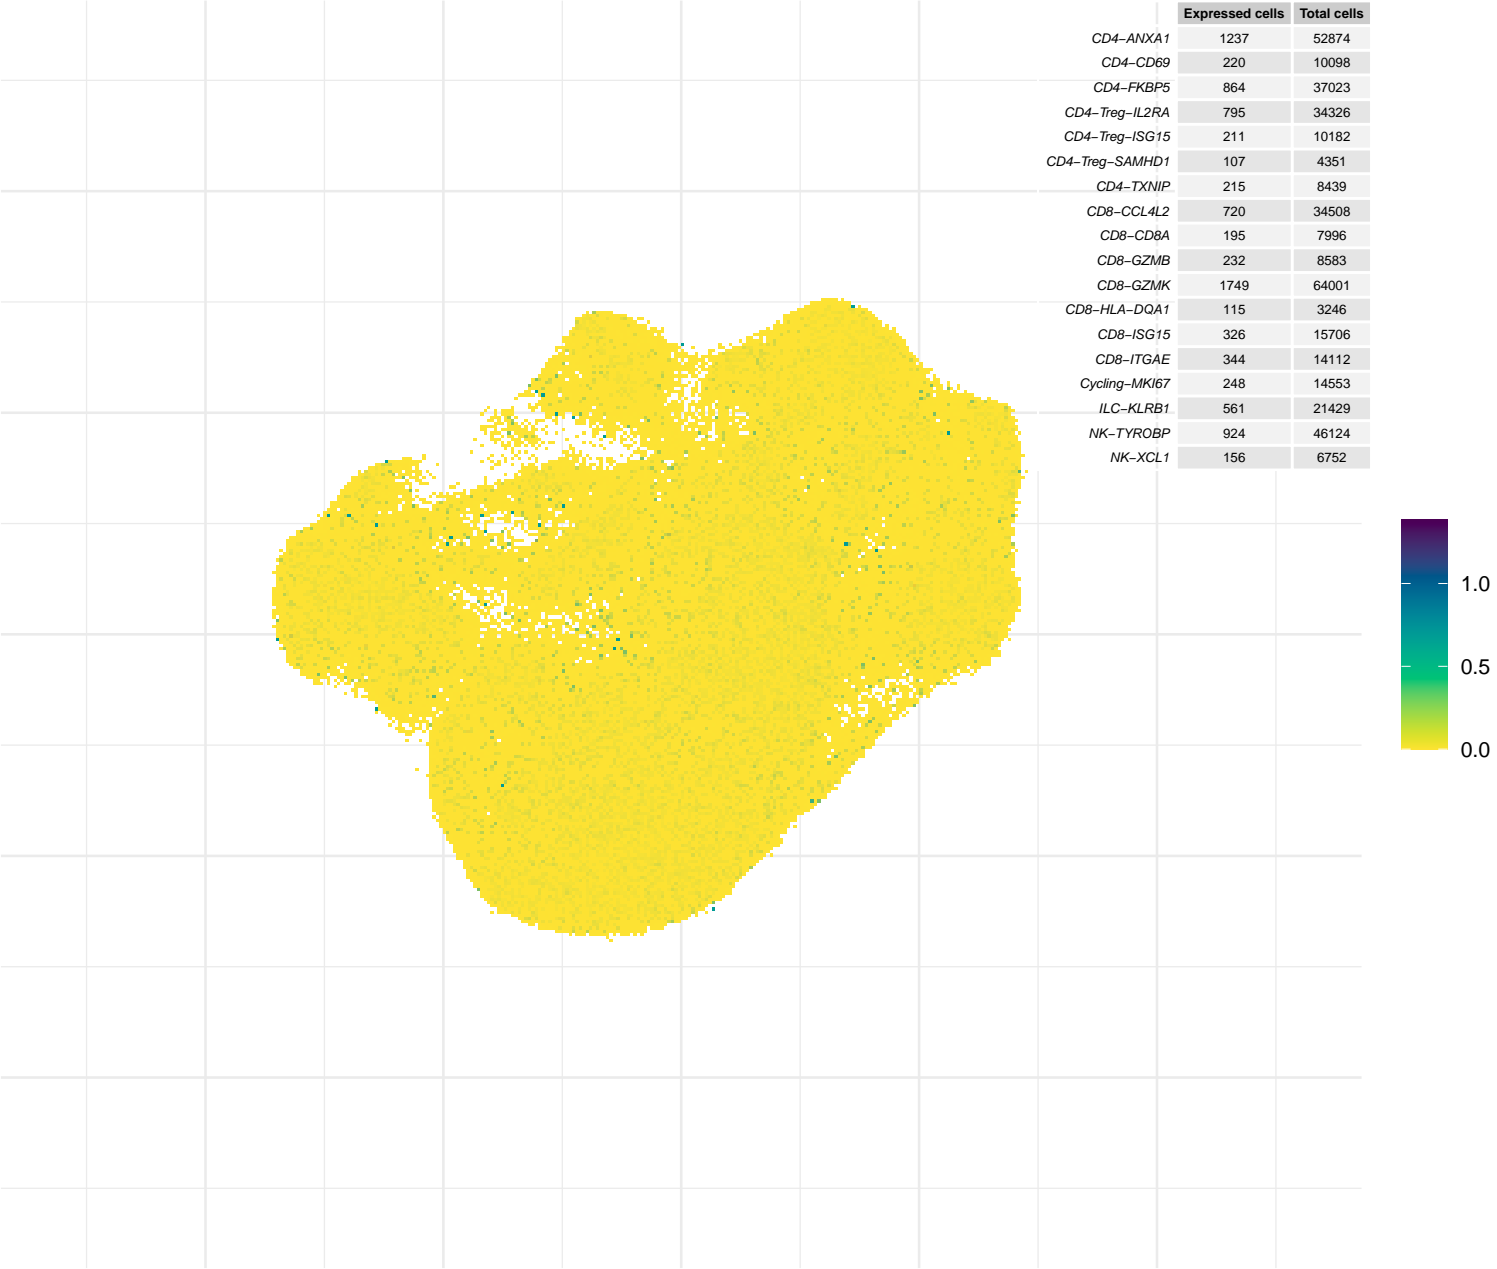 Expressed cells Total cells
CD4−ANXA1 1237 52874
CD4−CD69 220 10098
CD4−FKBP5 864 37023
CD4−Treg−IL2RA 795 34326
CD4−Treg−ISG15 211 10182
CD4−Treg−SAMHD1 107 4351
CD4−TXNIP 215 8439
CD8−CCL4L2 720 34508
CD8−CD8A 195 7996
CD8−GZMB 232 8583
CD8−GZMK 1749 64001
CD8−HLA−DQA1 115 3246
CD8−ISG15 326 15706
CD8−ITGAE 344 14112
Cycling−MKI67 248 14553
ILC−KLRB1 561 21429
NK−TYROBP 924 46124
NK−XCL1 156 6752
1.0
0.5
0.0